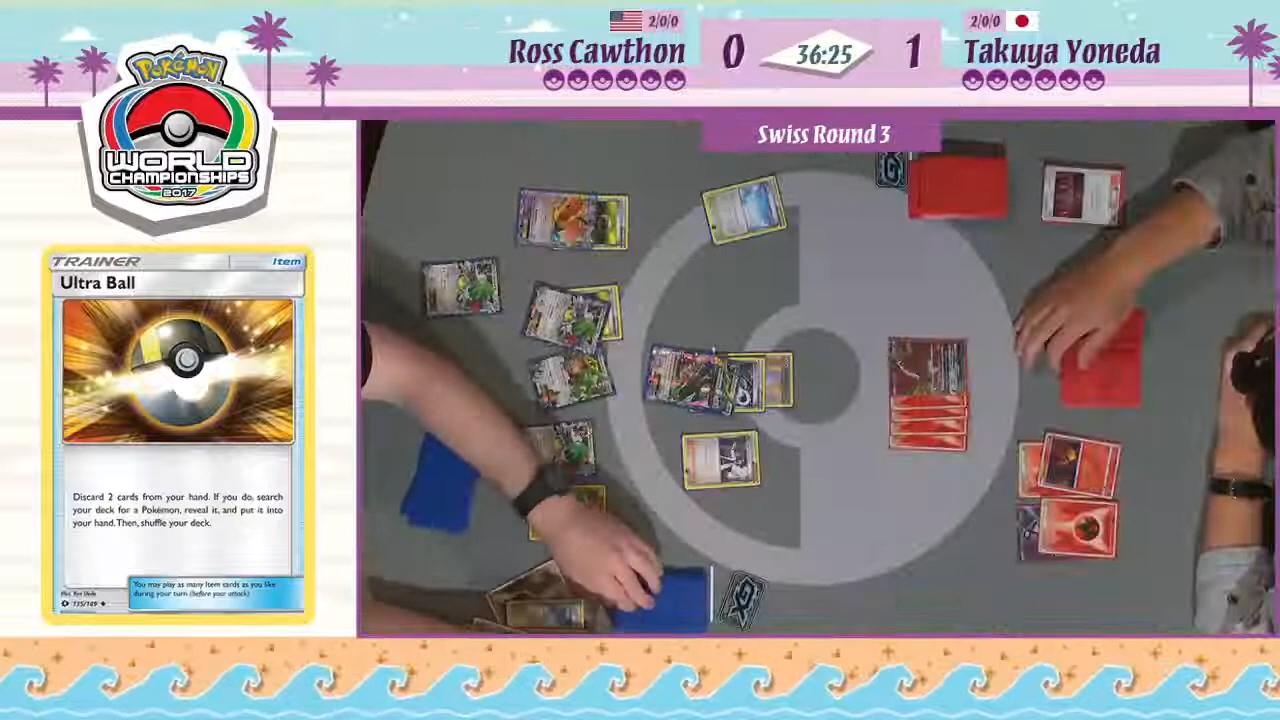 2/0/0
2/0/0
Ross Cawthon
0
36:25
1
Takuya Yoneda
Swiss Round 3
POKéMON
WORLD
CHAMPIONSHIPS
2017
TRAINER
Item
Ultra Ball
Discard 2 cards from your hand. If you do, search
your deck for a Pokémon, reveal it, and put it into
your hand. Then, shuffle your deck.
You may play as many Item cards as you like
during your turn (before your attack).
135/149
GX